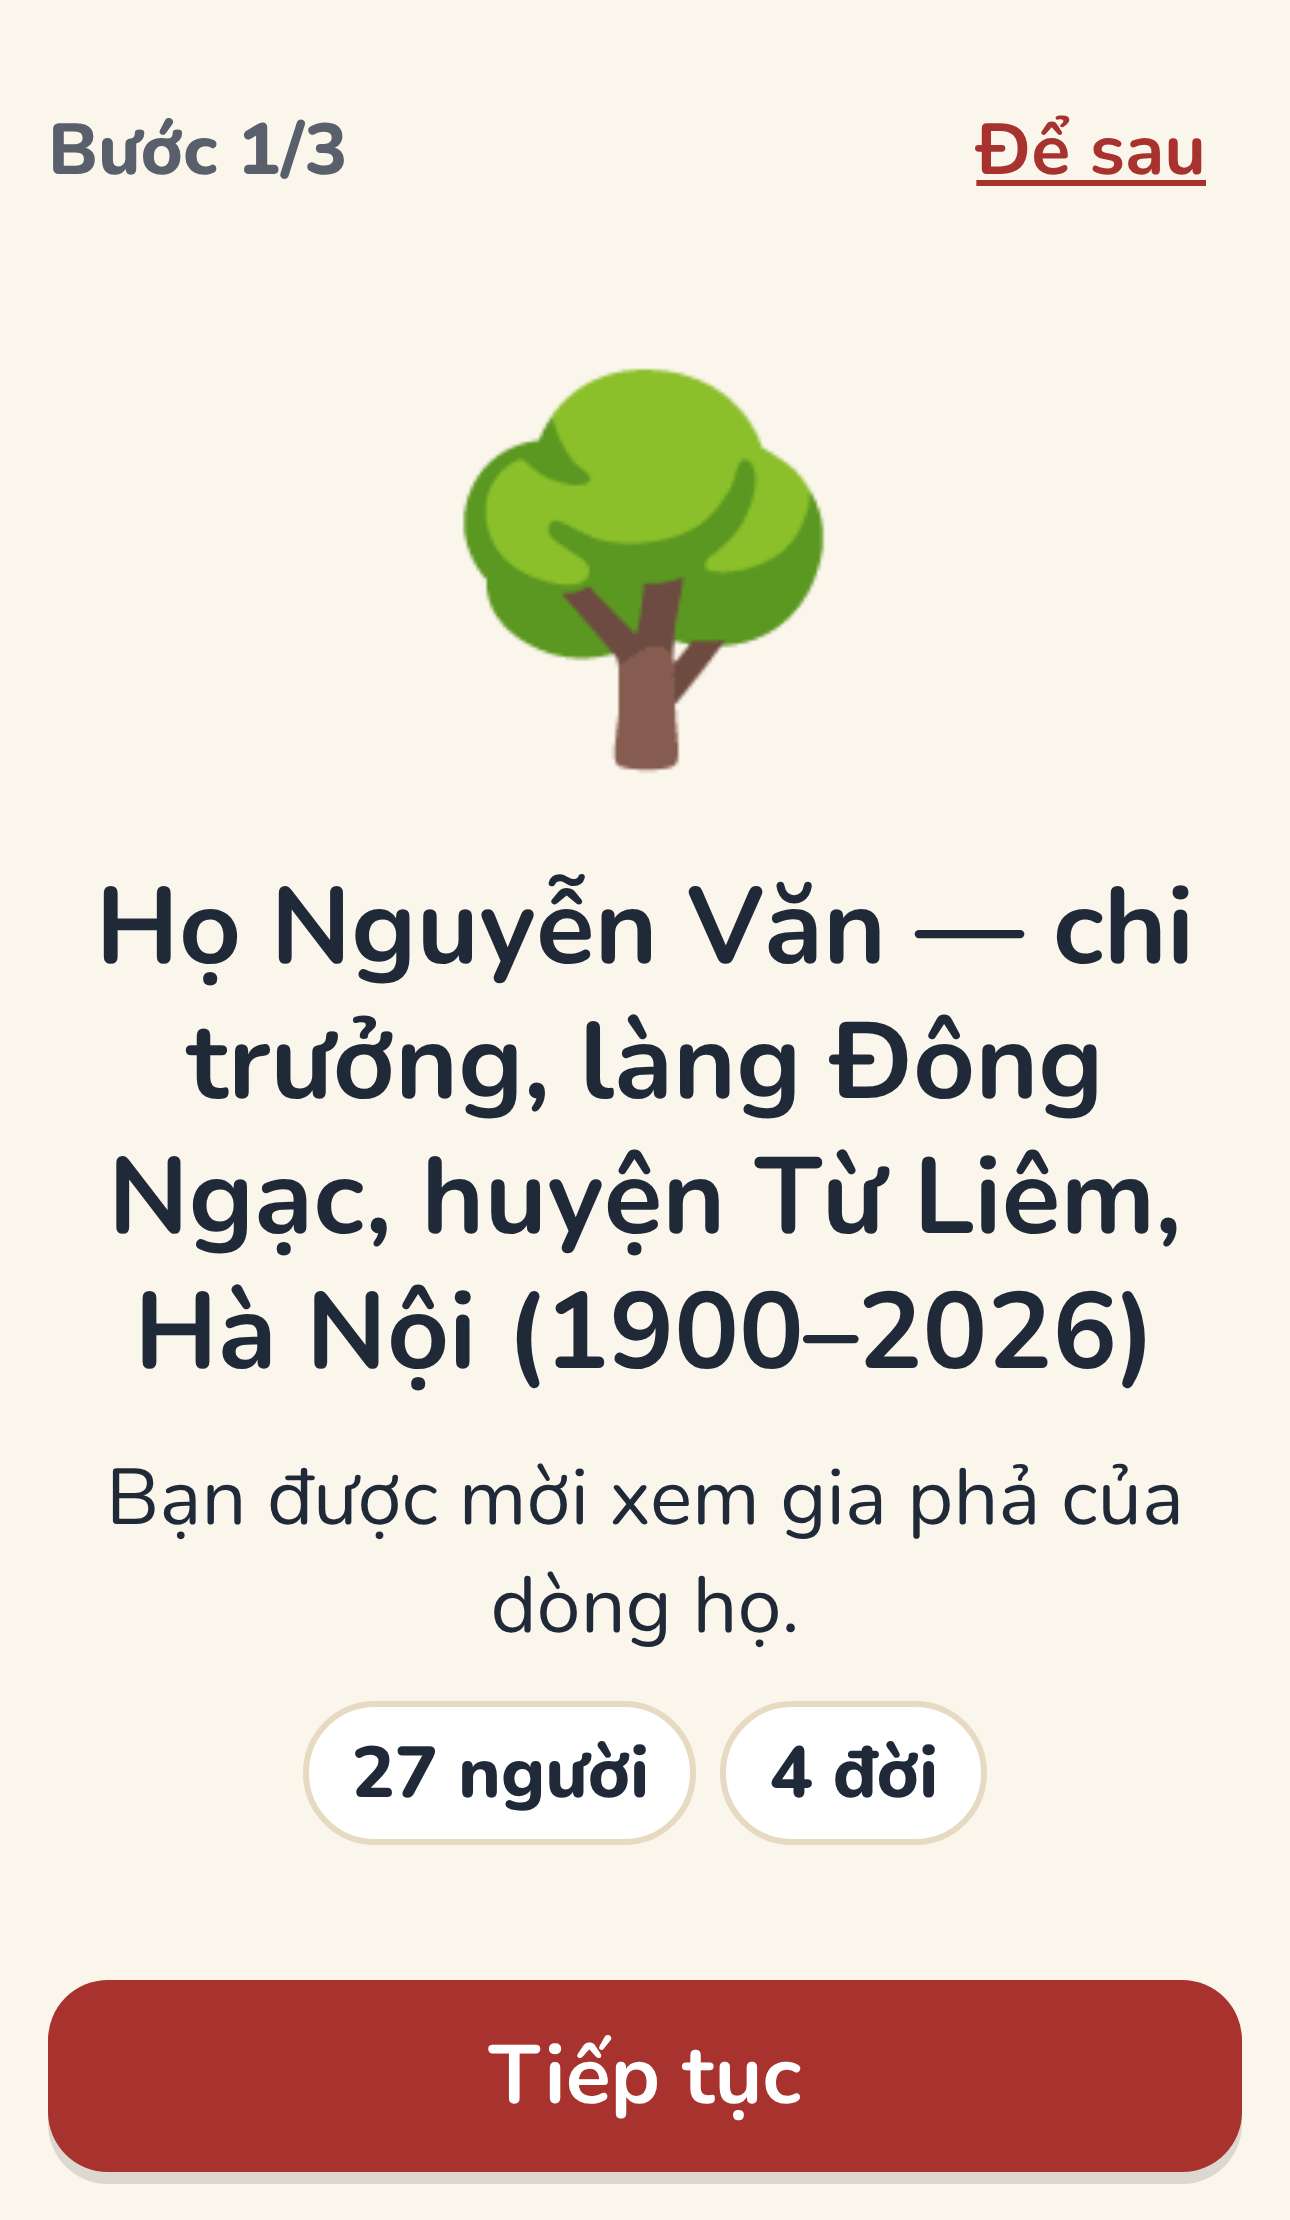 Bước 1/3
Để sau
Họ Nguyễn Văn — chi
trưởng, làng Đông
Ngạc, huyện Từ Liêm,
Hà Nội (1900–2026)
Bạn được mời xem gia phả của
dòng họ.
27 người
4 đời
Tiếp tục